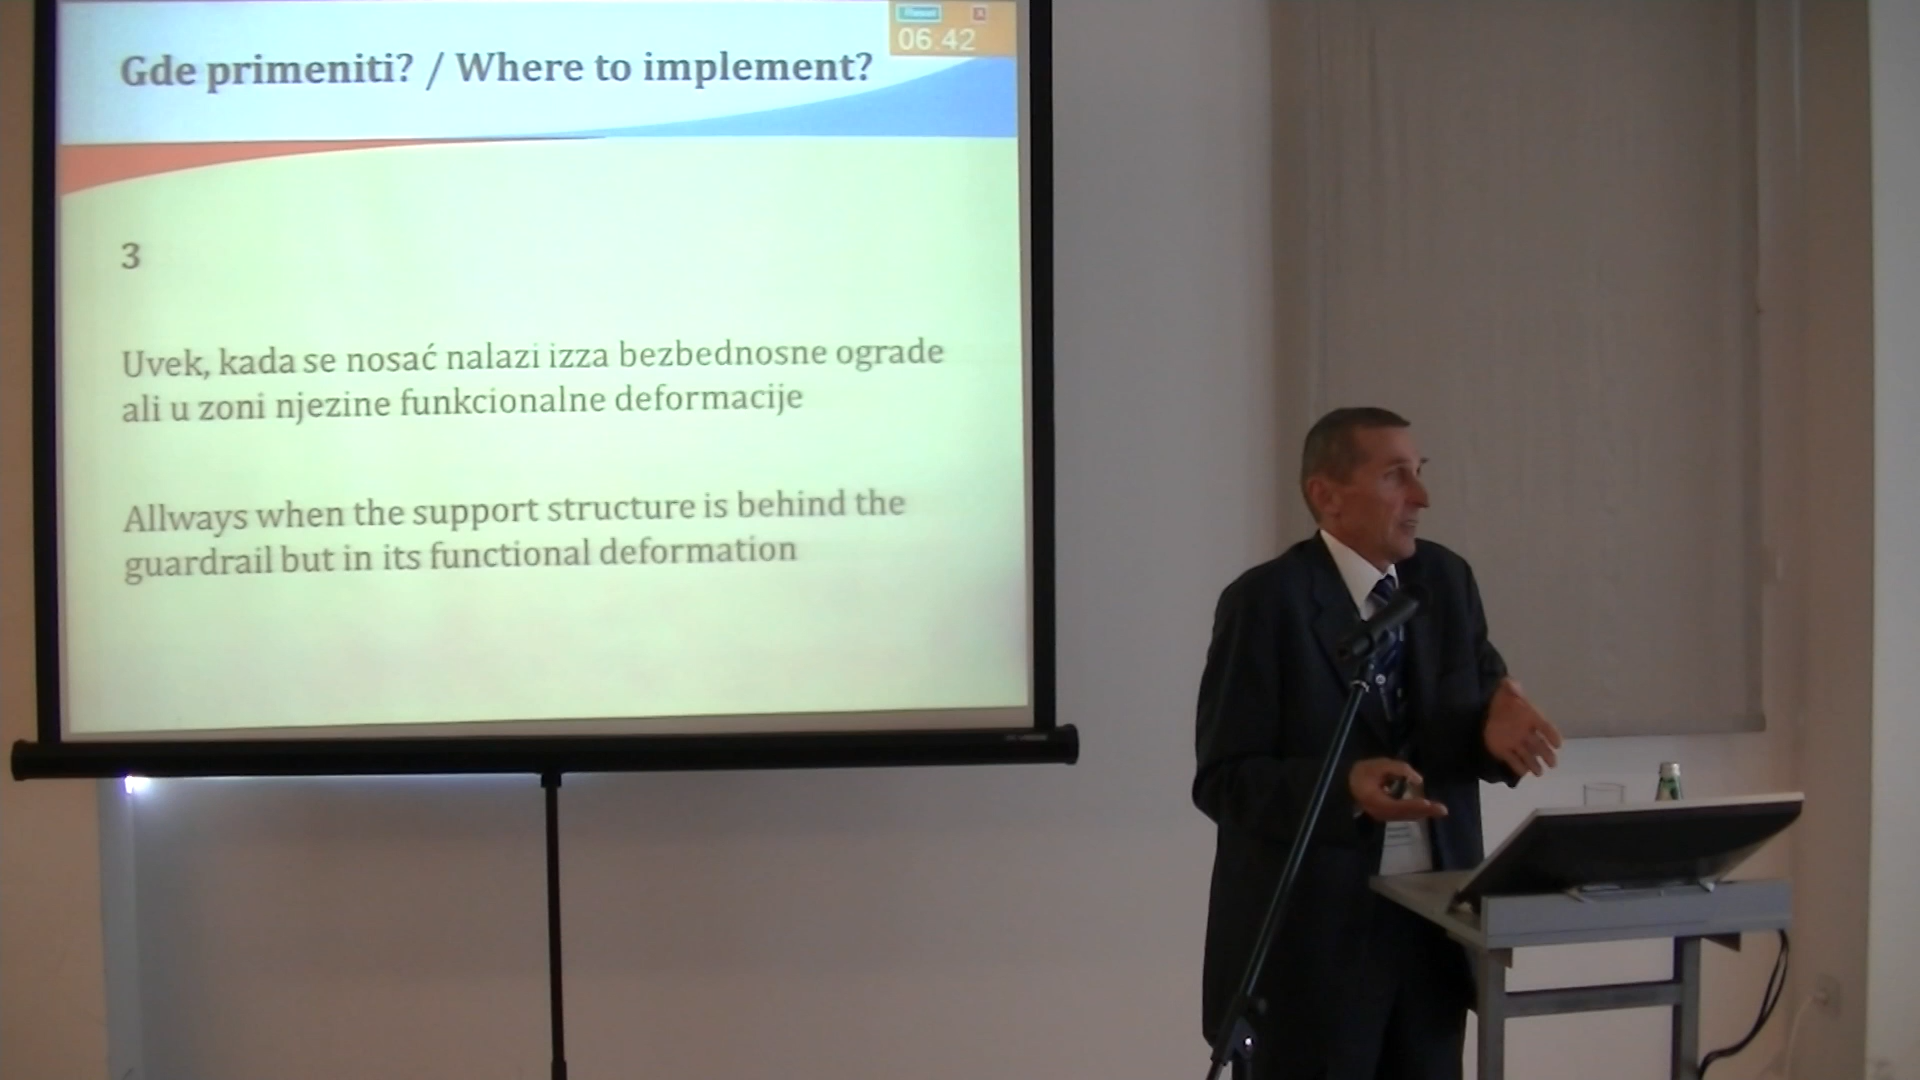 06:42
Gde primeniti? / Where to implement?
3
Uvek, kada se nosać nalazi izza bezbednosne ograde
ali u zoni njezine funkcionalne deformacije
Allways when the support structure is behind the
guardrail but in its functional deformation